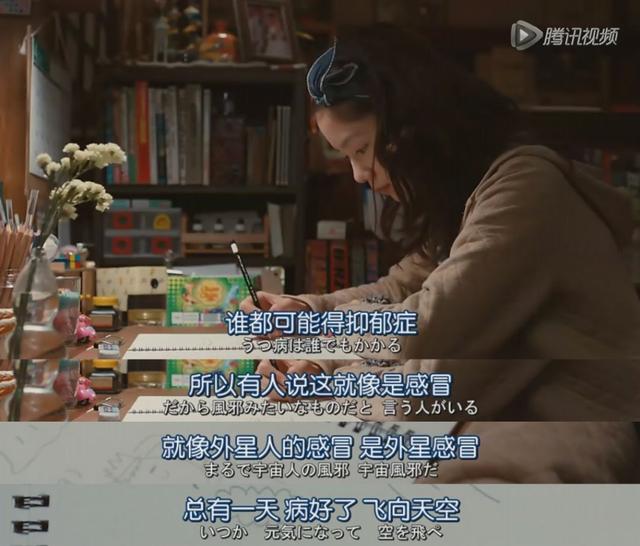 腾讯视频
谁都可能得抑郁症
うつ病は誰でもかかる
所以有人说这就像是感冒
だから風邪みたいなものだと 言う人がいる
就像外星人的感冒 是外星感冒
まるで宇宙人の風邪 宇宙風邪だ
总有一天 病好了 飞向天空
いつか 元気になって 空を飛べ